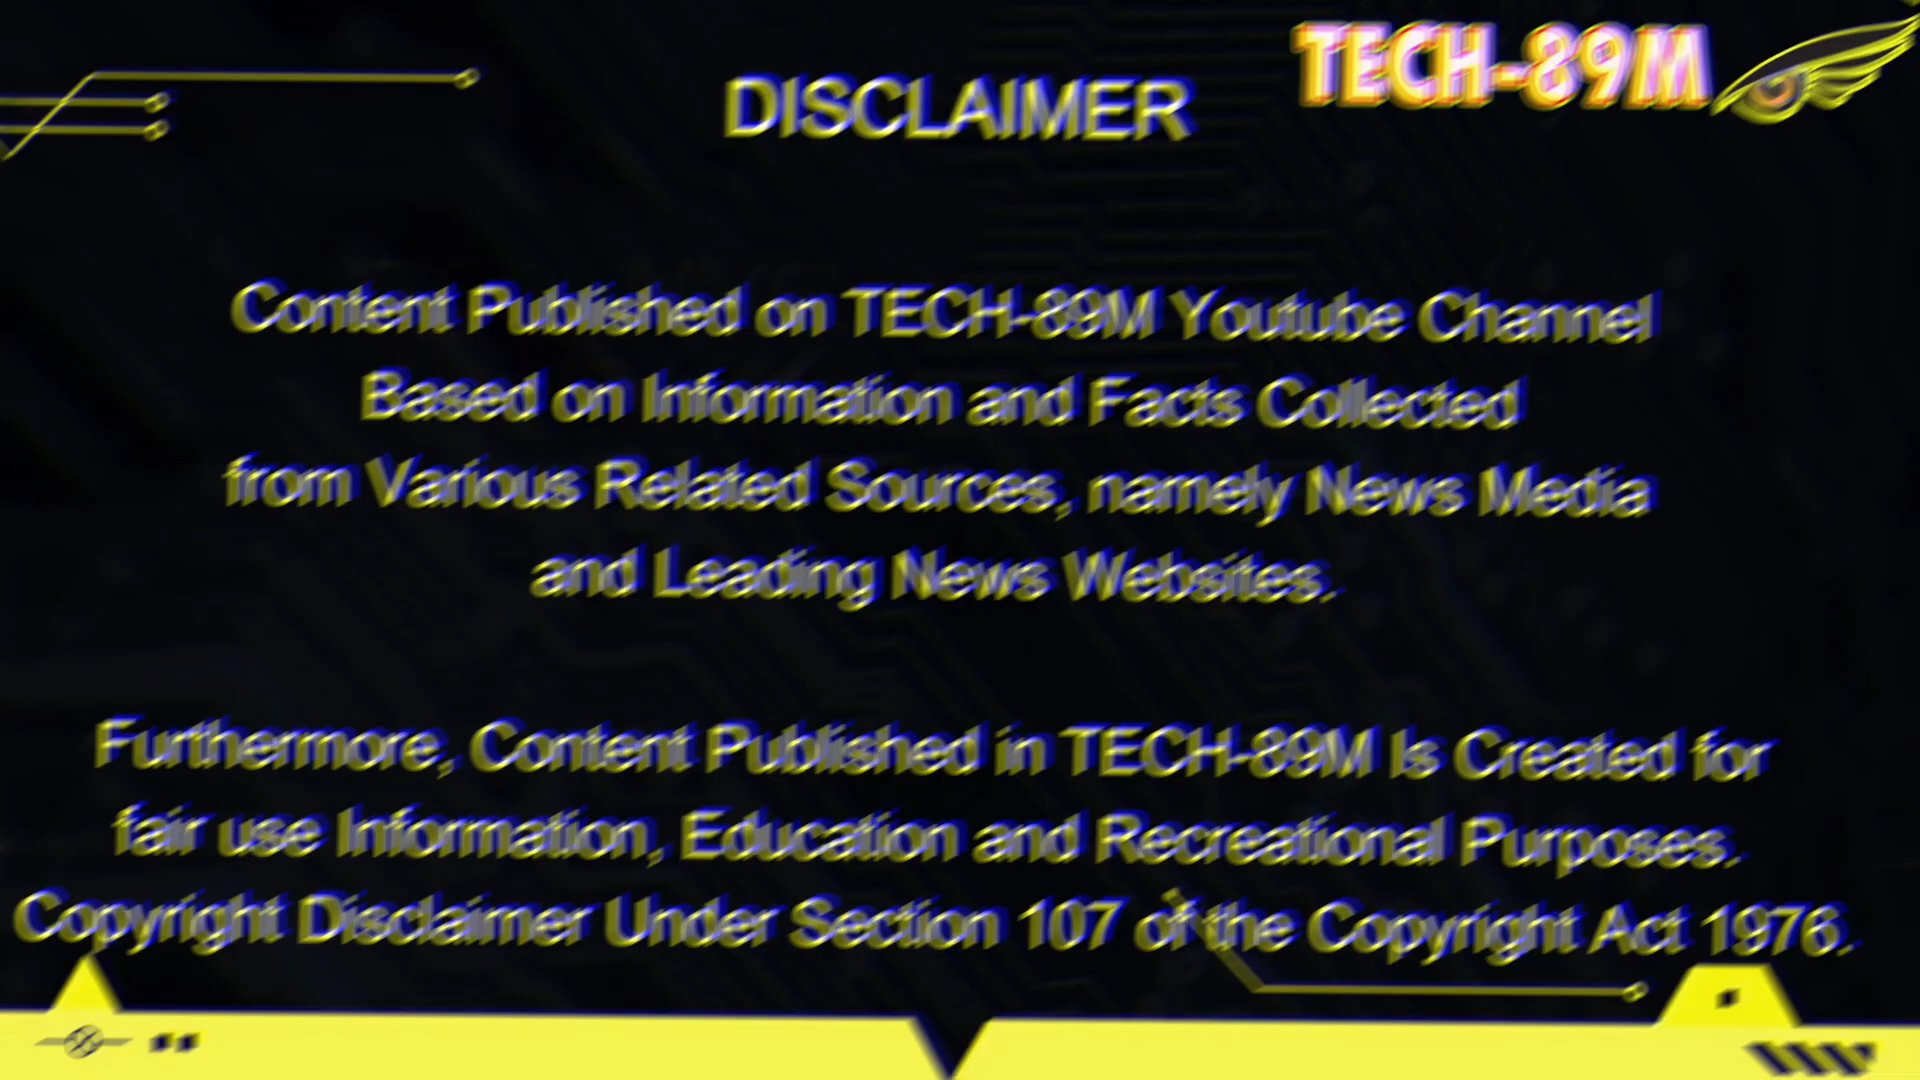 TECH-89M
DISCLAIMER
Content Published on TECH-89M Youtube Channel
Based on Information and Facts Collected
from Various Related Sources, namely News Media
and Leading News Websites.
Furthermore, Content Published in TECH-89M Is Created for
fair use Information, Education and Recreational Purposes.
Copyright Disclaimer Under Section 107 of the Copyright Act 1976.